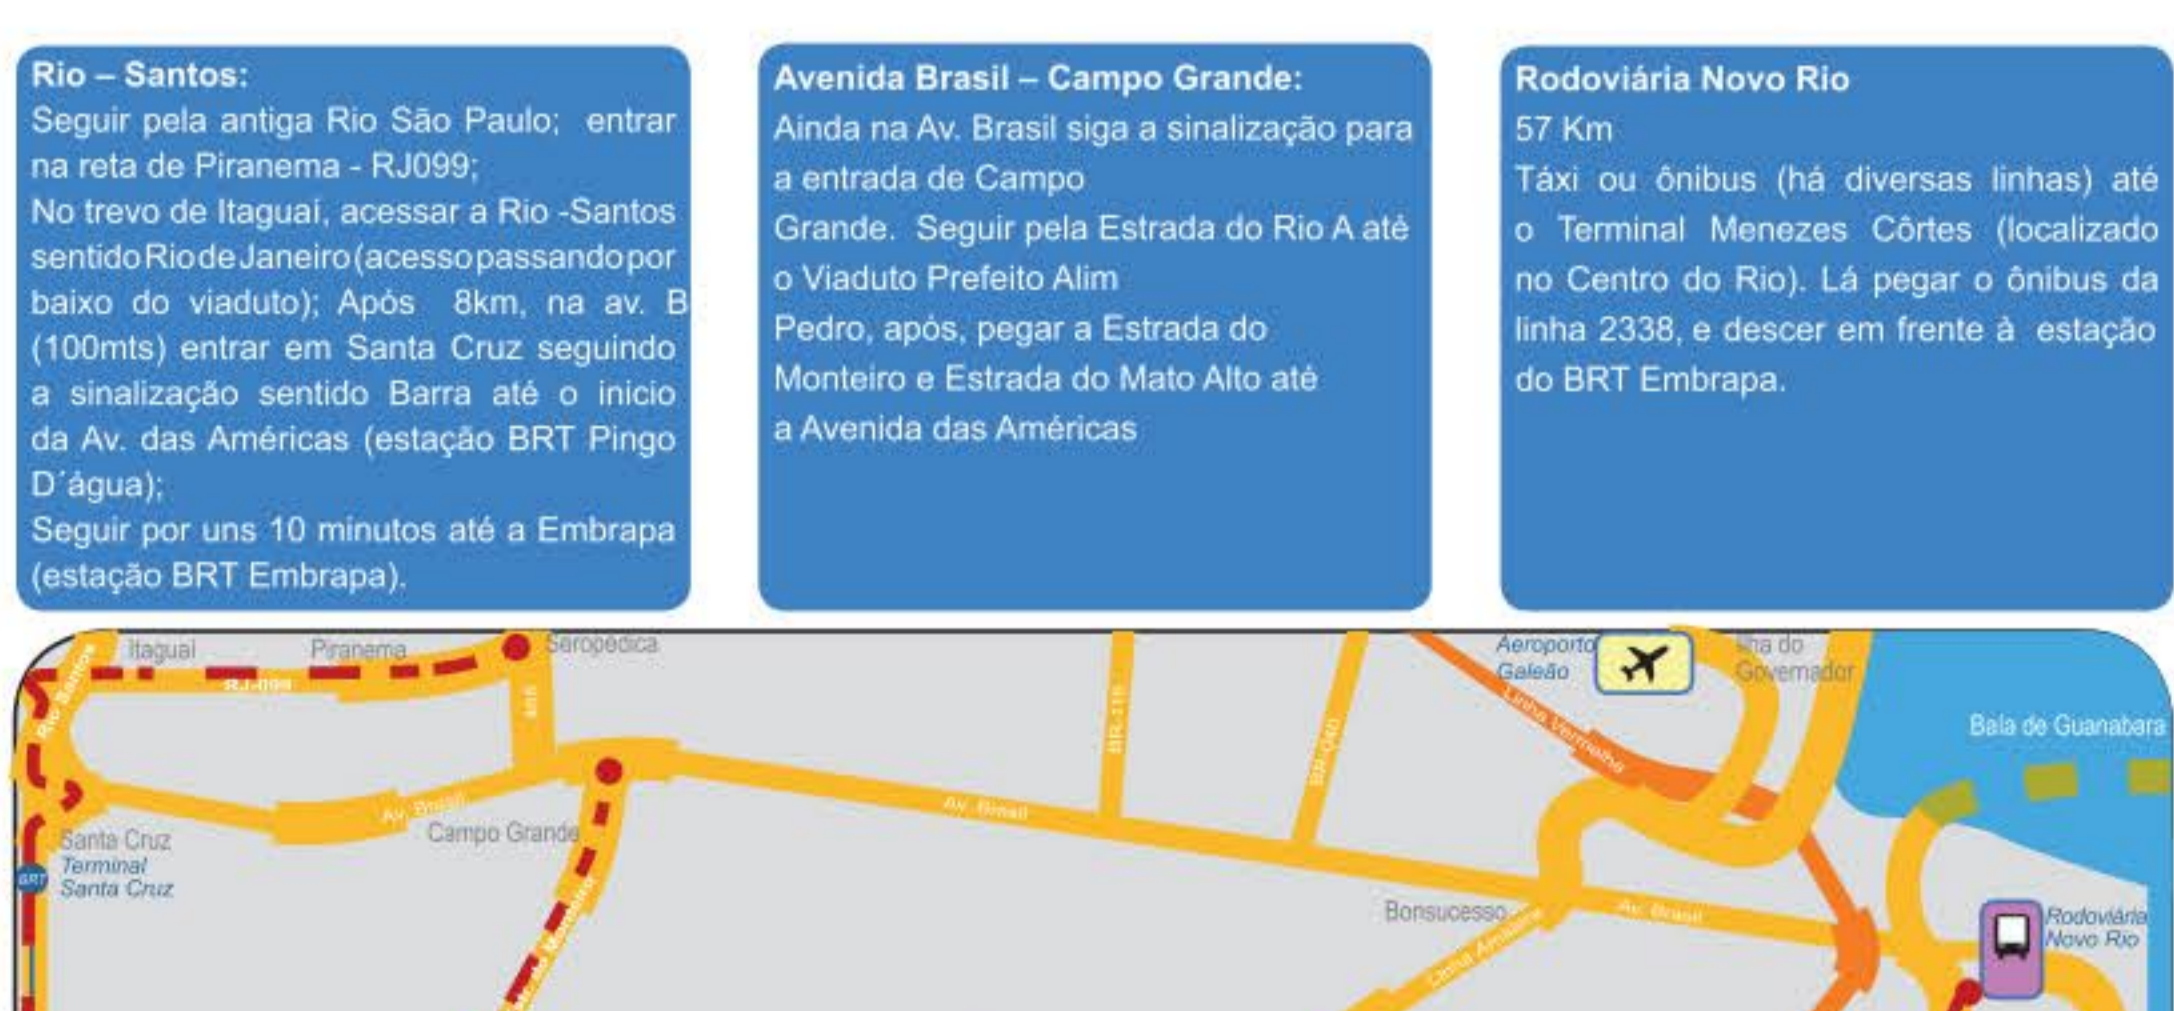 Rio – Santos:
Seguir pela antiga Rio São Paulo; entrar
na reta de Piranema - RJ099;
No trevo de Itaguaí, acessar a Rio -Santos
sentido Rio de Janeiro (acesso passando por
baixo do viaduto); Após 8km, na av. B
(100mts) entrar em Santa Cruz seguindo
a sinalização sentido Barra até o inicio
da Av. das Américas (estação BRT Pingo
D´água);
Seguir por uns 10 minutos até a Embrapa
(estação BRT Embrapa).
Avenida Brasil – Campo Grande:
Ainda na Av. Brasil siga a sinalização para
a entrada de Campo
Grande. Seguir pela Estrada do Rio A até
o Viaduto Prefeito Alim
Pedro, após, pegar a Estrada do
Monteiro e Estrada do Mato Alto até
a Avenida das Américas
Rodoviária Novo Rio
57 Km
Táxi ou ônibus (há diversas linhas) até
o Terminal Menezes Côrtes (localizado
no Centro do Rio). Lá pegar o ônibus da
linha 2338, e descer em frente à estação
do BRT Embrapa.
Itaguaí
Piranema
Seropédica
Rio Santos
RJ-099
465
BR-116
BR-040
Aeroporto
Galeão
Ilha do
Governador
Linha Vermelha
Baía de Guanabara
Av. Brasil
Campo Grande
Av. Brasil
Santa Cruz
Terminal
Santa Cruz
BRT
do Monteiro
Bonsucesso
Av. Brasil
Linha Amarela
Rodoviária
Novo Rio